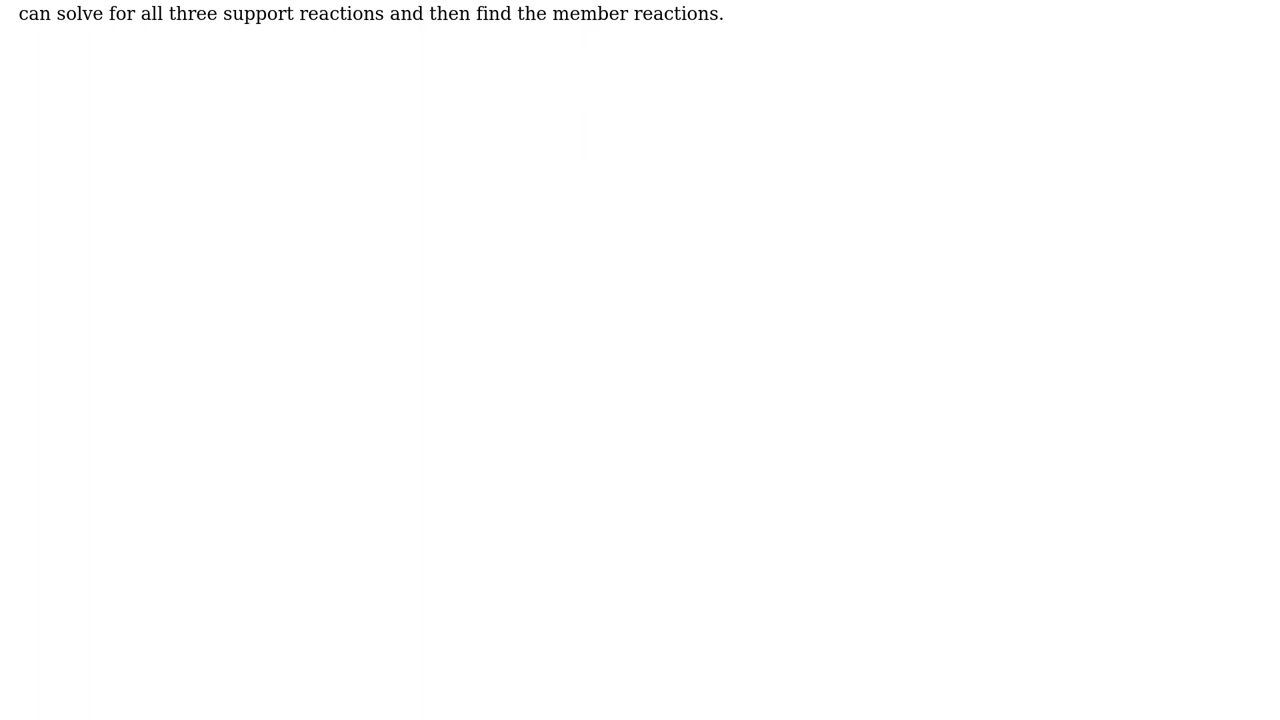 can solve for all three support reactions and then find the member reactions.